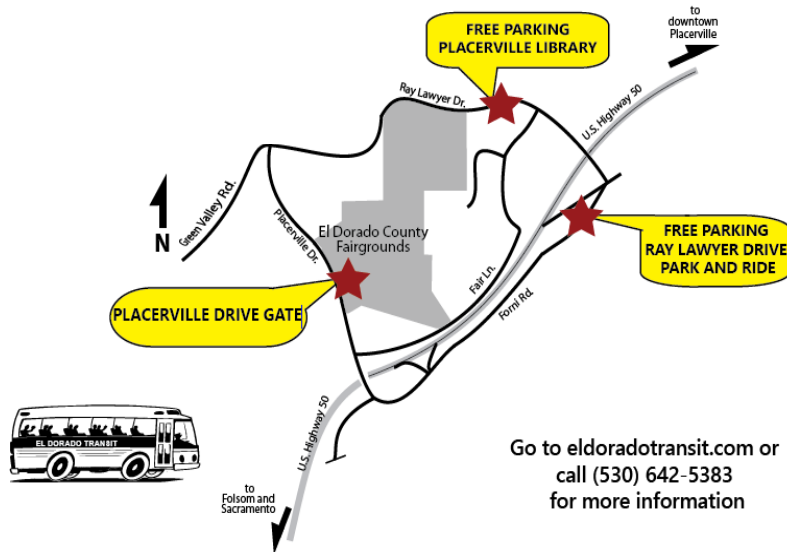 to
downtown
Placerville
FREE PARKING
PLACERVILLE LIBRARY
Ray Lawyer Dr.
U.S. Highway 50
Green Valley Rd.
N
Placerville Dr.
El Dorado County
Fairgrounds
FREE PARKING
RAY LAWYER DRIVE
PARK AND RIDE
Fair Ln.
Forni Rd.
PLACERVILLE DRIVE GATE
U.S. Highway 50
EL DORADO TRANSIT
to
Folsom and
Sacramento
Go to eldoradotransit.com or
call (530) 642-5383
for more information